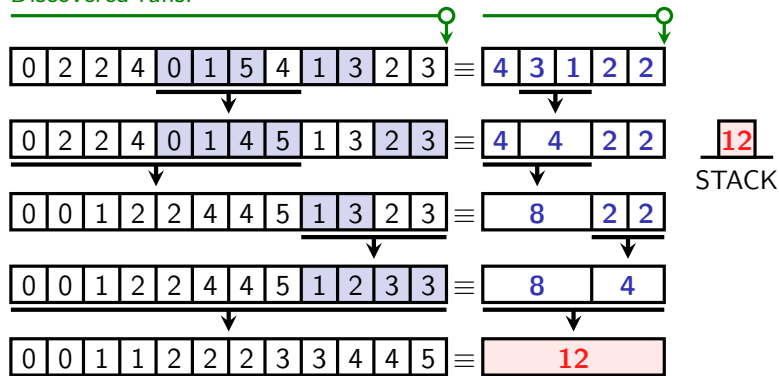 Discovered runs:
0 2 2 4 0 1 5 4 1 3 2 3 ≡ 4 3 1 2 2
0 2 2 4 0 1 4 5 1 3 2 3 ≡ 4 4 2 2
12
STACK
0 0 1 2 2 4 4 5 1 3 2 3 ≡ 8 2 2
0 0 1 2 2 4 4 5 1 2 3 3 ≡ 8 4
0 0 1 1 2 2 2 3 3 4 4 5 ≡ 12